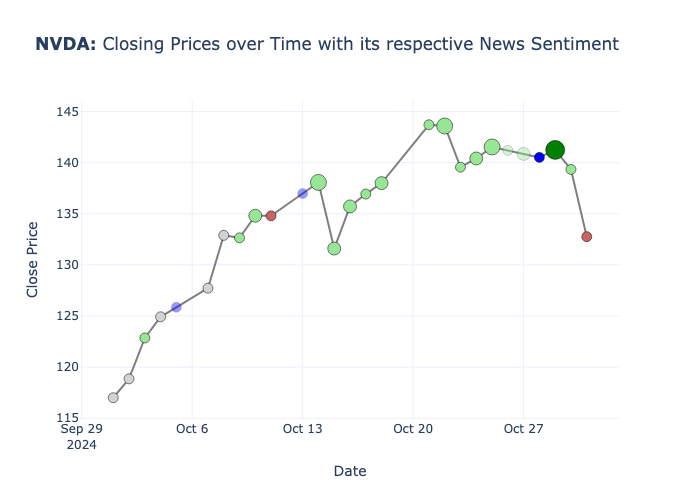 NVDA: Closing Prices over Time with its respective News Sentiment
Close Price
145
140
135
130
125
120
115
Sep 29
2024
Oct 6
Oct 13
Oct 20
Oct 27
Date